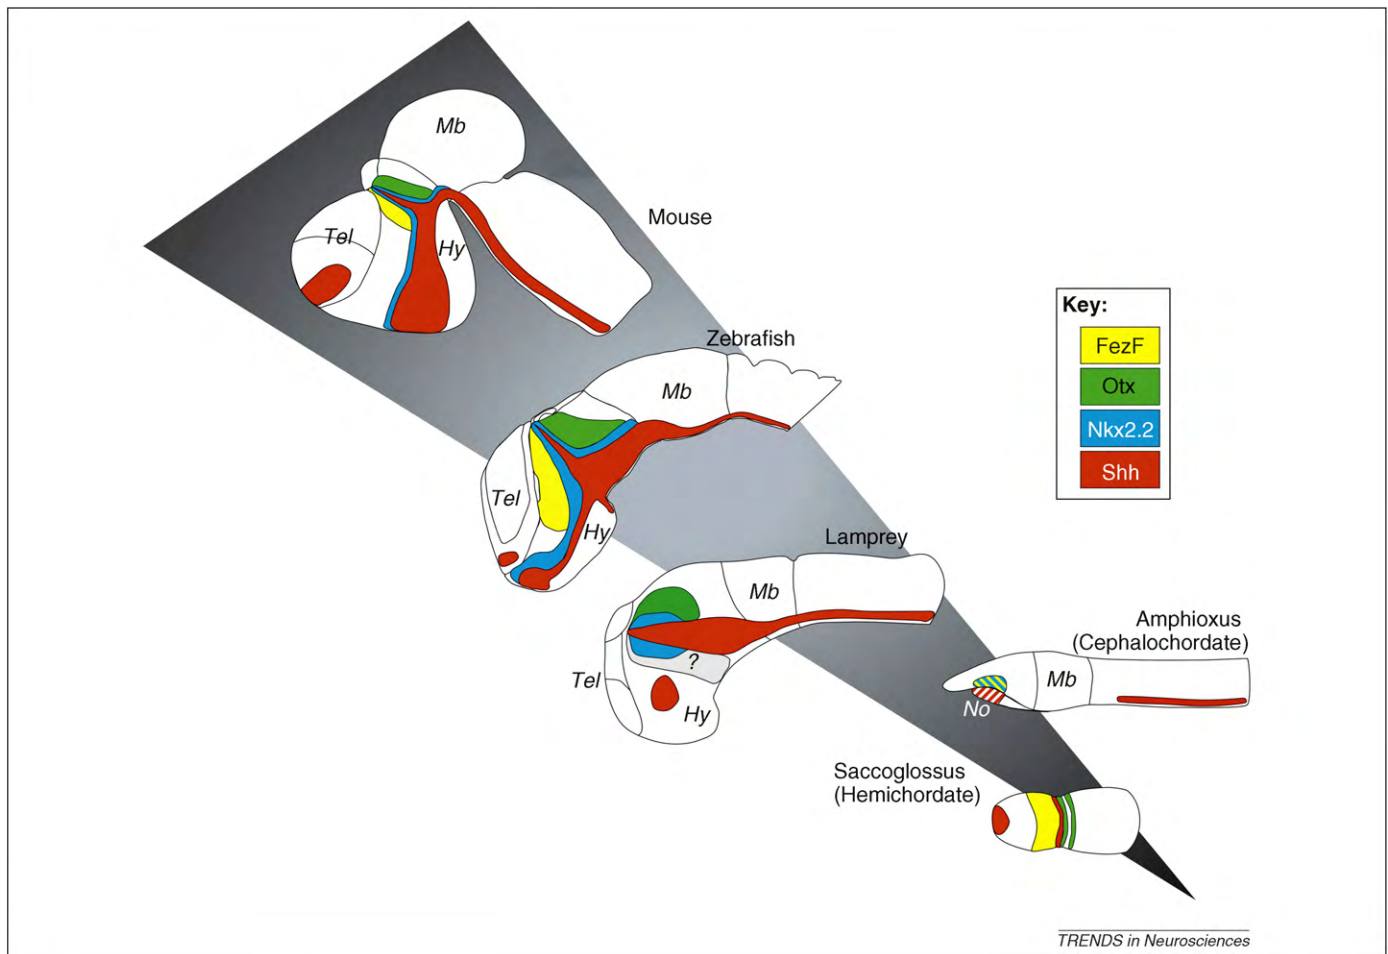 Mb
Mouse
Tel
Hy
Zebrafish
Key:
FezF
Mb
Otx
Nkx2.2
Shh
Tel
Hy
Lamprey
Mb
Amphioxus
(Cephalochordate)
?
Tel
Mb
Hy
No
Saccoglossus
(Hemichordate)
TRENDS in Neurosciences